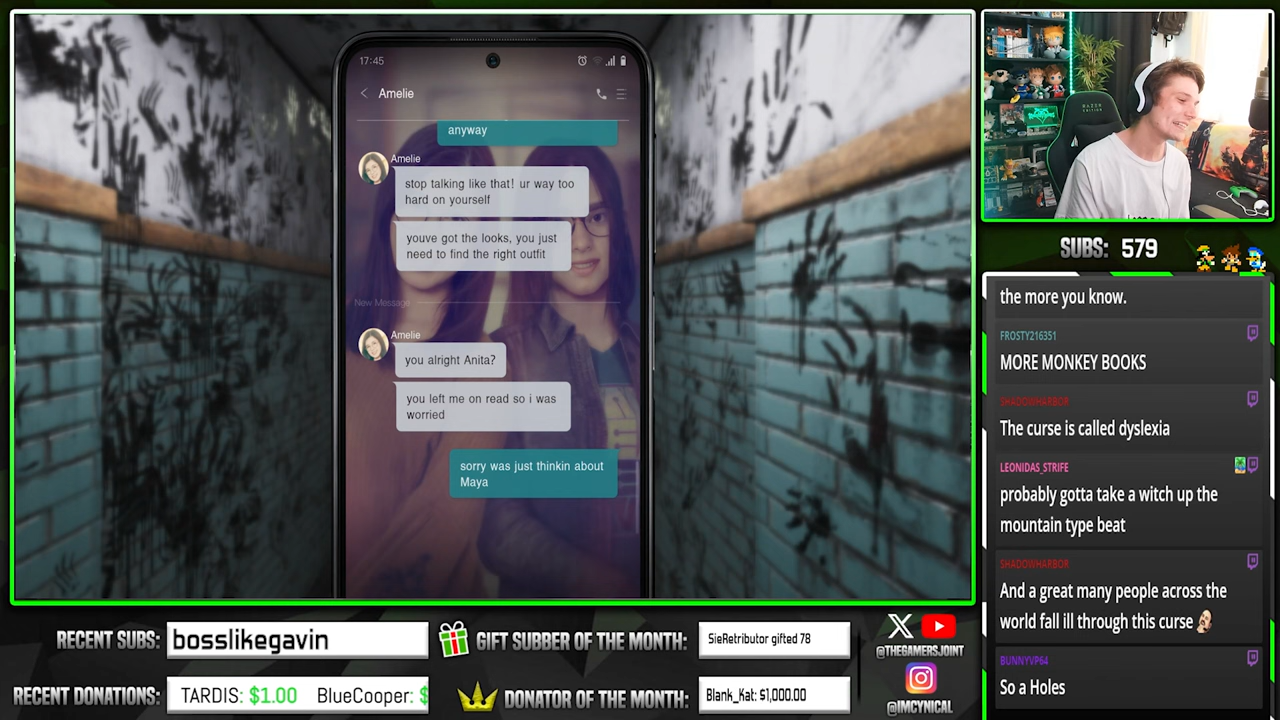 17:45
Amelie
anyway
Amelie
stop talking like that! ur way too
hard on yourself
youve got the looks, you just
need to find the right outfit
New Message
Amelie
you alright Anita?
you left me on read so i was
worried
sorry was just thinkin about
Maya
SUBS: 579
the more you know.
FROSTY216351
MORE MONKEY BOOKS
SHADOWHARBOR
The curse is called dyslexia
LEONIDAS_STRIFE
probably gotta take a witch up the
mountain type beat
SHADOWHARBOR
And a great many people across the
world fall ill through this curse
BUNNYVP64
So a Holes
RECENT SUBS: bosslikegavin
GIFT SUBBER OF THE MONTH: SieRetributor gifted 78
@THEGAMERSJOINT
RECENT DONATIONS: TARDIS: $1.00 BlueCooper: $
DONATOR OF THE MONTH: Blank_Kat: $1,000.00
@IMCYNICAL